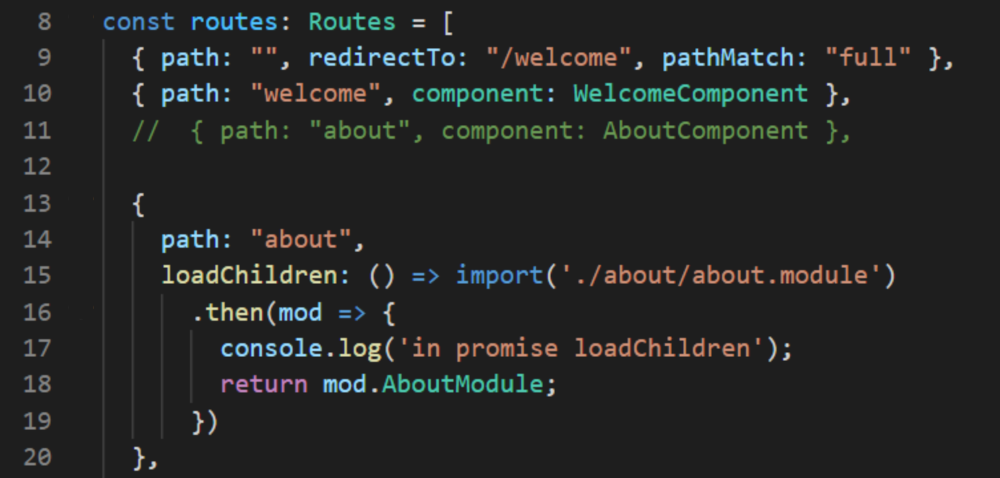 8 const routes: Routes = [
9 { path: "", redirectTo: "/welcome", pathMatch: "full" },
10 { path: "welcome", component: WelcomeComponent },
11 //  { path: "about", component: AboutComponent },
12
13 {
14 path: "about",
15 loadChildren: () => import('./about/about.module')
16 .then(mod => {
17 console.log('in promise loadChildren');
18 return mod.AboutModule;
19 })
20 },